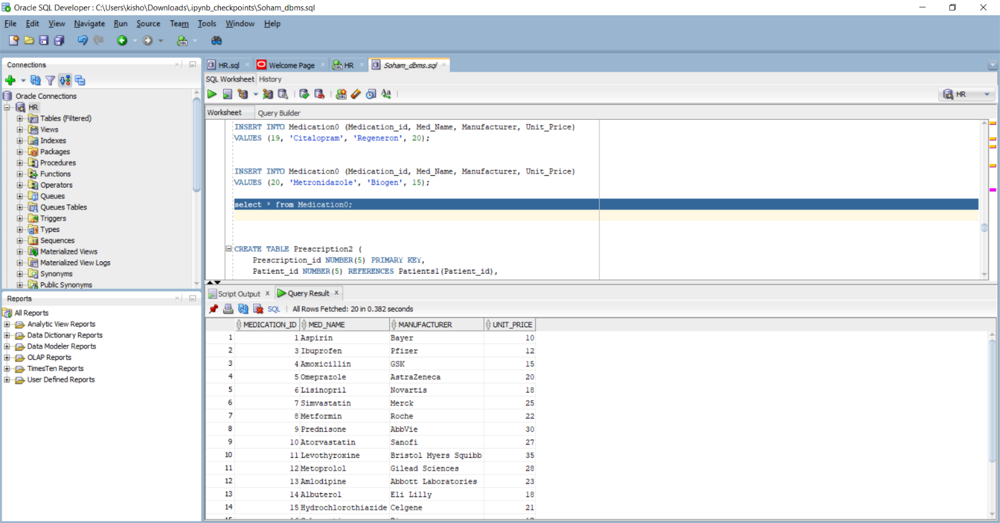 Oracle SQL Developer : C:\Users\kisho\Downloads\.ipynb_checkpoints\Soham_dbms.sql
File Edit View Navigate Run Source Team Tools Window Help
Connections
Oracle Connections
HR
Tables (Filtered)
Views
Indexes
Packages
Procedures
Functions
Operators
Queues
Queues Tables
Triggers
Types
Sequences
Materialized Views
Materialized View Logs
Synonyms
Public Synonyms
Reports
All Reports
Analytic View Reports
Data Dictionary Reports
Data Modeler Reports
OLAP Reports
TimesTen Reports
User Defined Reports
HR.sql Welcome Page HR Soham_dbms.sql
SQL Worksheet History
HR
Worksheet Query Builder
INSERT INTO Medication0 (Medication_id, Med_Name, Manufacturer, Unit_Price)
VALUES (19, 'Citalopram', 'Regeneron', 20);
INSERT INTO Medication0 (Medication_id, Med_Name, Manufacturer, Unit_Price)
VALUES (20, 'Metronidazole', 'Biogen', 15);
select * from Medication0;
CREATE TABLE Prescription2 (
Prescription_id NUMBER(5) PRIMARY KEY,
Patient_id NUMBER(5) REFERENCES Patients1(Patient_id),
Script Output x Query Result x
SQL | All Rows Fetched: 20 in 0.382 seconds
MEDICATION_ID MED_NAME MANUFACTURER UNIT_PRICE
1 1 Aspirin Bayer 10
2 3 Ibuprofen Pfizer 12
3 4 Amoxicillin GSK 15
4 5 Omeprazole AstraZeneca 20
5 6 Lisinopril Novartis 18
6 7 Simvastatin Merck 25
7 8 Metformin Roche 22
8 9 Prednisone AbbVie 30
9 10 Atorvastatin Sanofi 27
10 11 Levothyroxine Bristol Myers Squibb 35
11 12 Metoprolol Gilead Sciences 28
12 13 Amlodipine Abbott Laboratories 23
13 14 Albuterol Eli Lilly 18
14 15 Hydrochlorothiazide Celgene 21